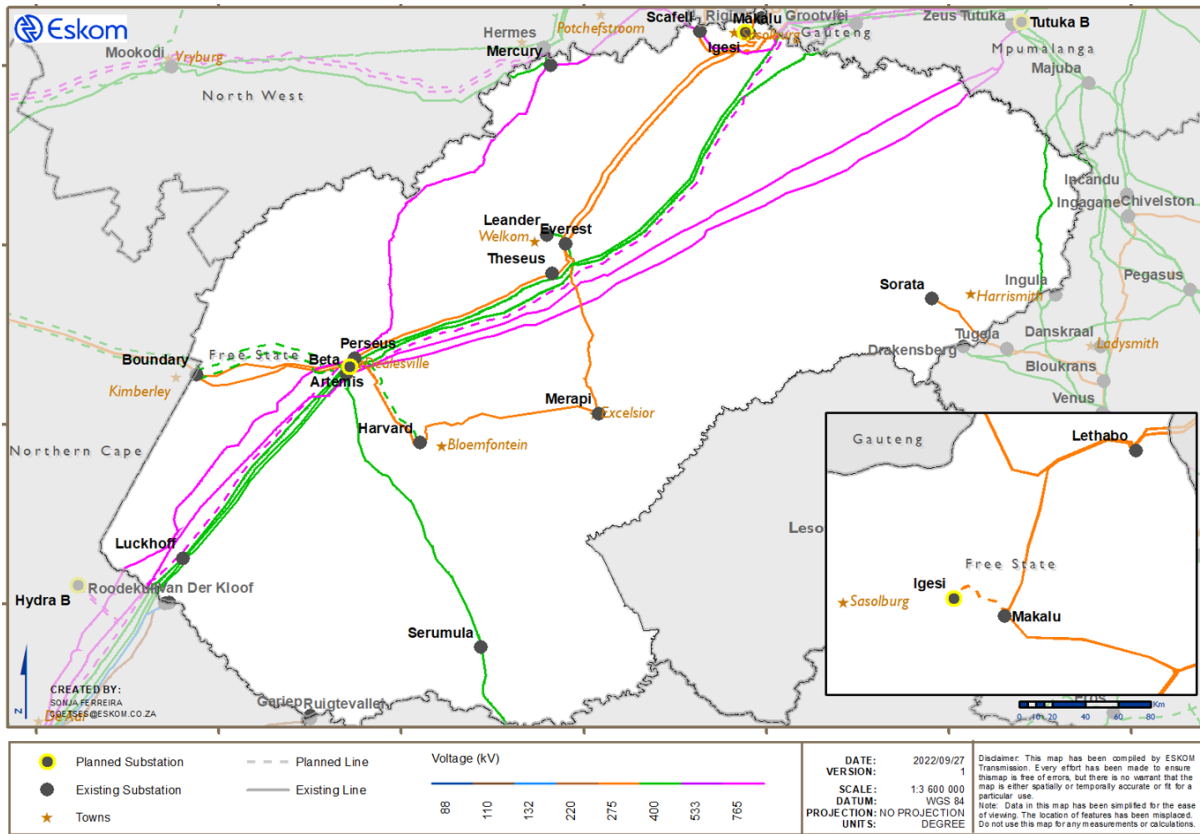 Eskom
Scafell
Makalu
Grootvlei
Zeus
Tutuka
Tutuka B
Potchefstroom
Hermes
Igesi
Gauteng
Mookodi
Vryburg
Mercury
Mpumalanga
Majuba
North West
Incandu
Ingagane
Chivelston
Leander
Everest
Welkom
Theseus
Sorata
Harrismith
Ingula
Pegasus
Tugela
Danskraal
Ladysmith
Drakensberg
Bloukrans
Venus
Boundary
Free State
Beta
Perseus
Artemis
Kimberley
Merapi
Excelsior
Harvard
Bloemfontein
Northern Cape
Gauteng
Lethabo
Luckhoff
Van Der Kloof
Hydra B
Free State
Igesi
Sasolburg
Makalu
Serumula
Gariep
Ruigtevallei
CREATED BY:
SONJA FERREIRA
Km
0 10 20 40 60 80
Planned Substation
Existing Substation
Towns
Planned Line
Existing Line
Voltage (kV)
88 110 132 220 275 400 533 765
DATE: 2022/09/27
VERSION: 1
SCALE: 1:3 600 000
DATUM: WGS 84
PROJECTION: NO PROJECTION
UNITS: DEGREE
Disclaimer: This map has been compiled by ESKOM
Transmission. Every effort has been made to ensure
thismap is free of errors, but there is no warrant that the
map is either spatially or temporally accurate or fit for a
particular use.
Note: Data in this map has been simplified for the ease
of viewing. The location of features has been misplaced.
Do not use this map for any measurements or calculations.